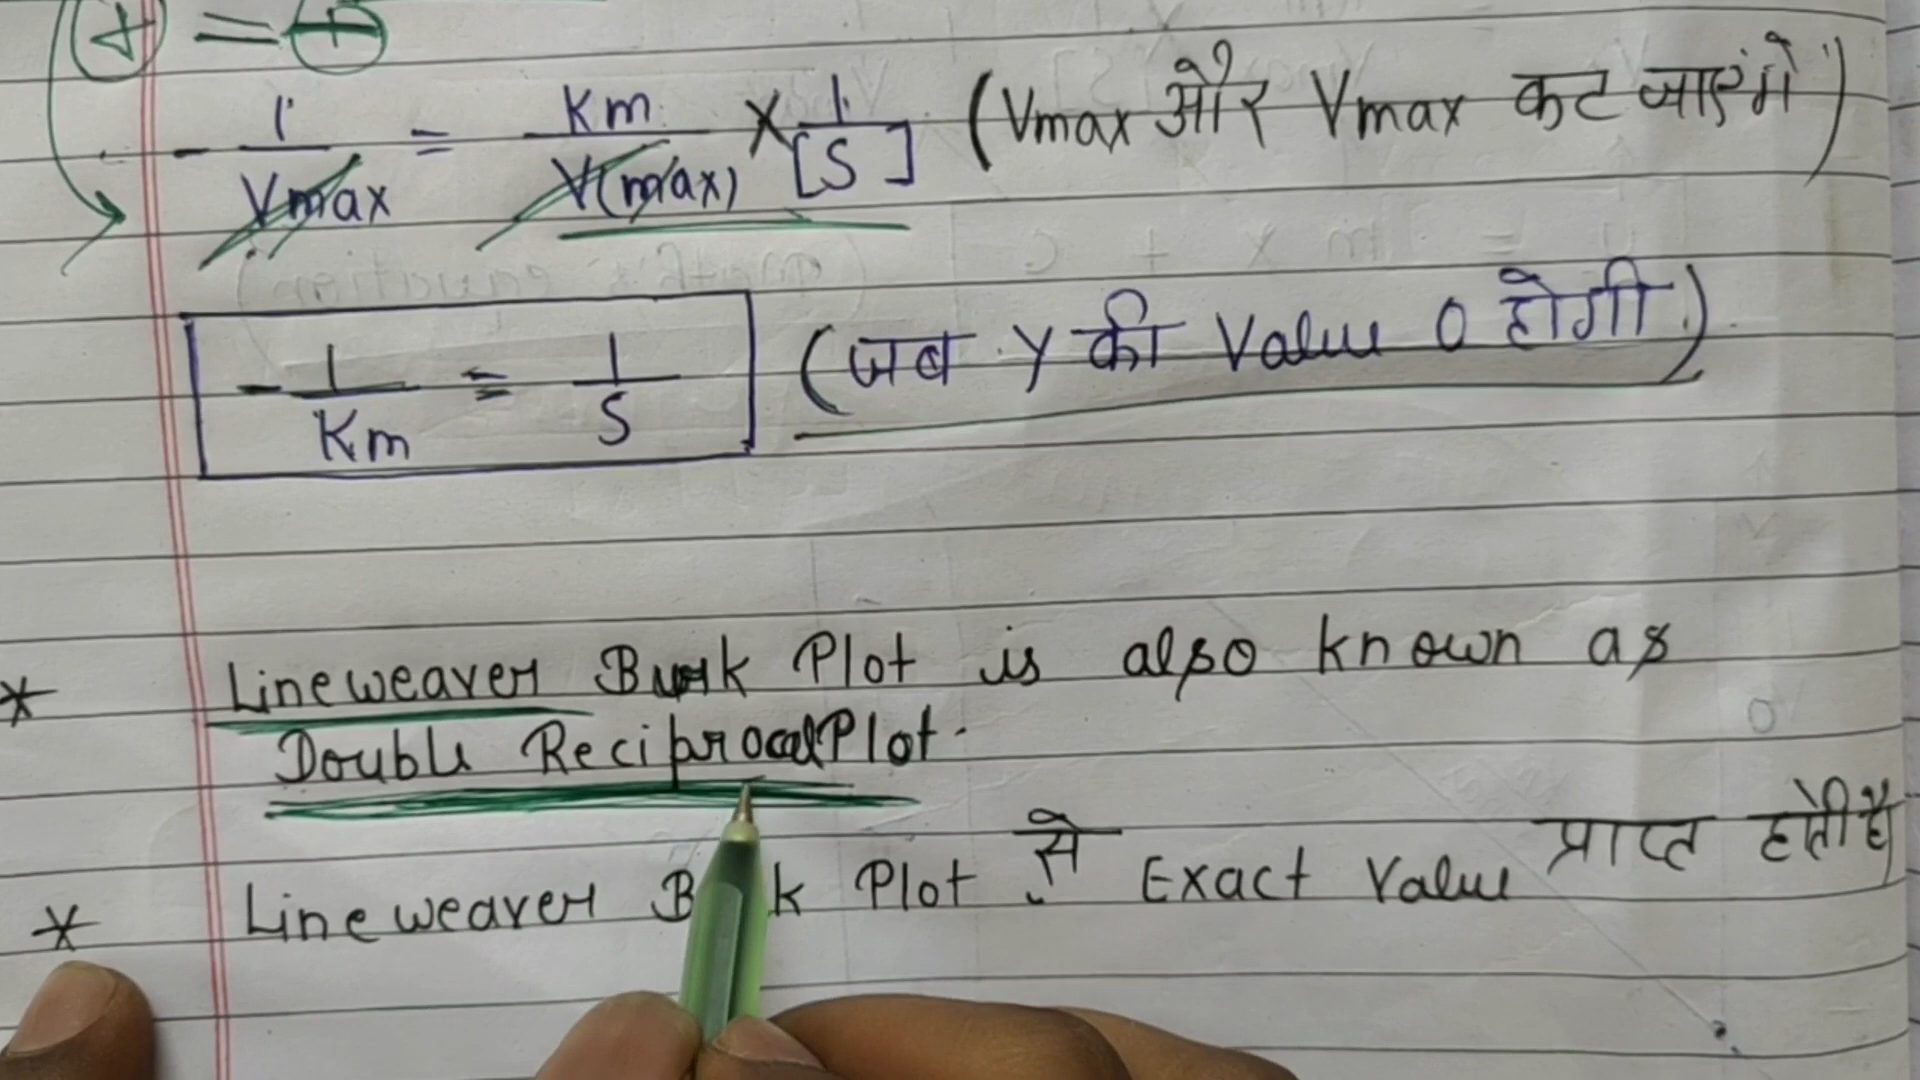 + = +
- 1/Vmax = Km/V(max) × 1/[S] (Vmax और Vmax कट जाएंगे)
- 1/Km = 1/S (जब Y की Value 0 होगी)
* Lineweaver Burk Plot is also known as
Double Reciprocal Plot.
* Lineweaver B k Plot से Exact Value प्राप्त होती है